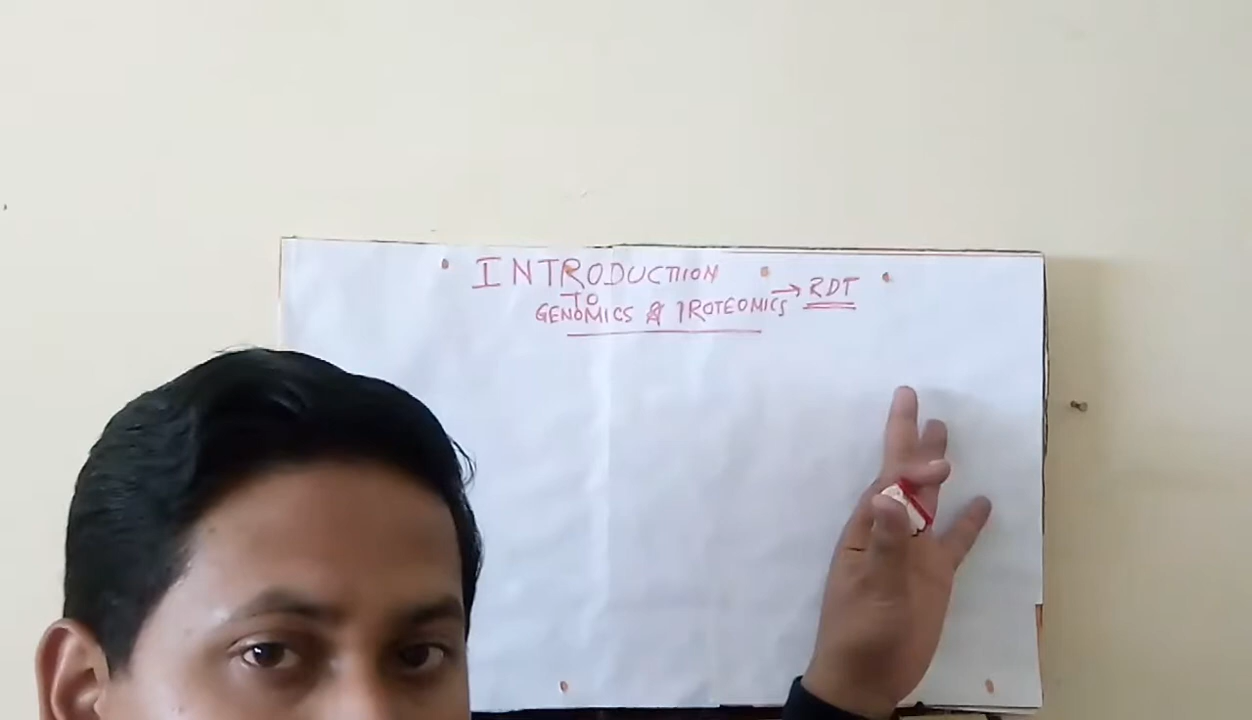 INTRODUCTION
TO
GENOMICS & PROTEOMICS → RDT